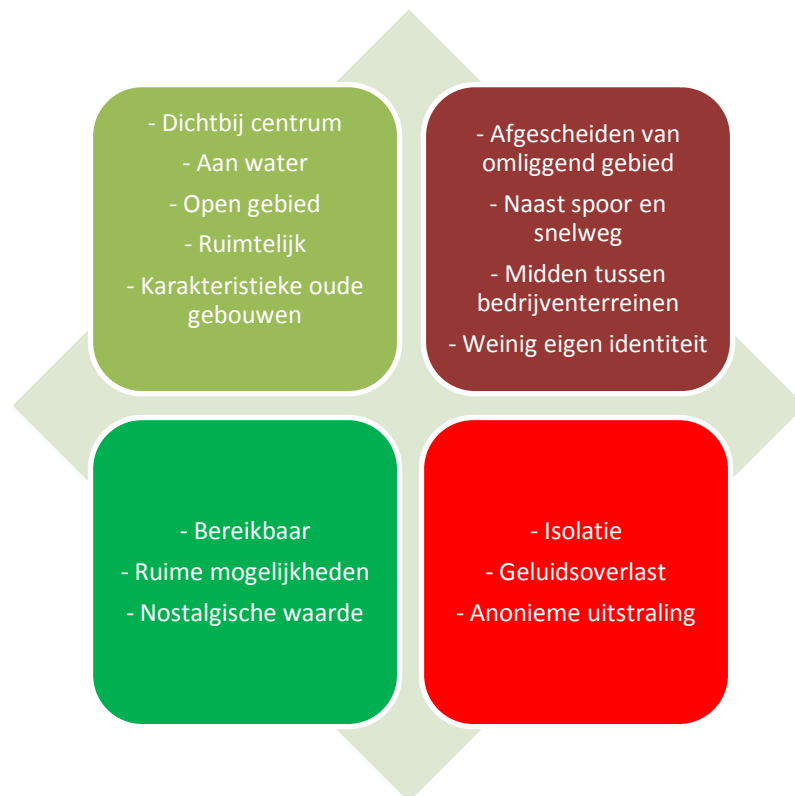 - Dichtbij centrum
- Aan water
- Open gebied
- Ruimtelijk
- Karakteristieke oude
gebouwen
- Afgescheiden van
omliggend gebied
- Naast spoor en
snelweg
- Midden tussen
bedrijventerreinen
- Weinig eigen identiteit
- Bereikbaar
- Ruime mogelijkheden
- Nostalgische waarde
- Isolatie
- Geluidsoverlast
- Anonieme uitstraling